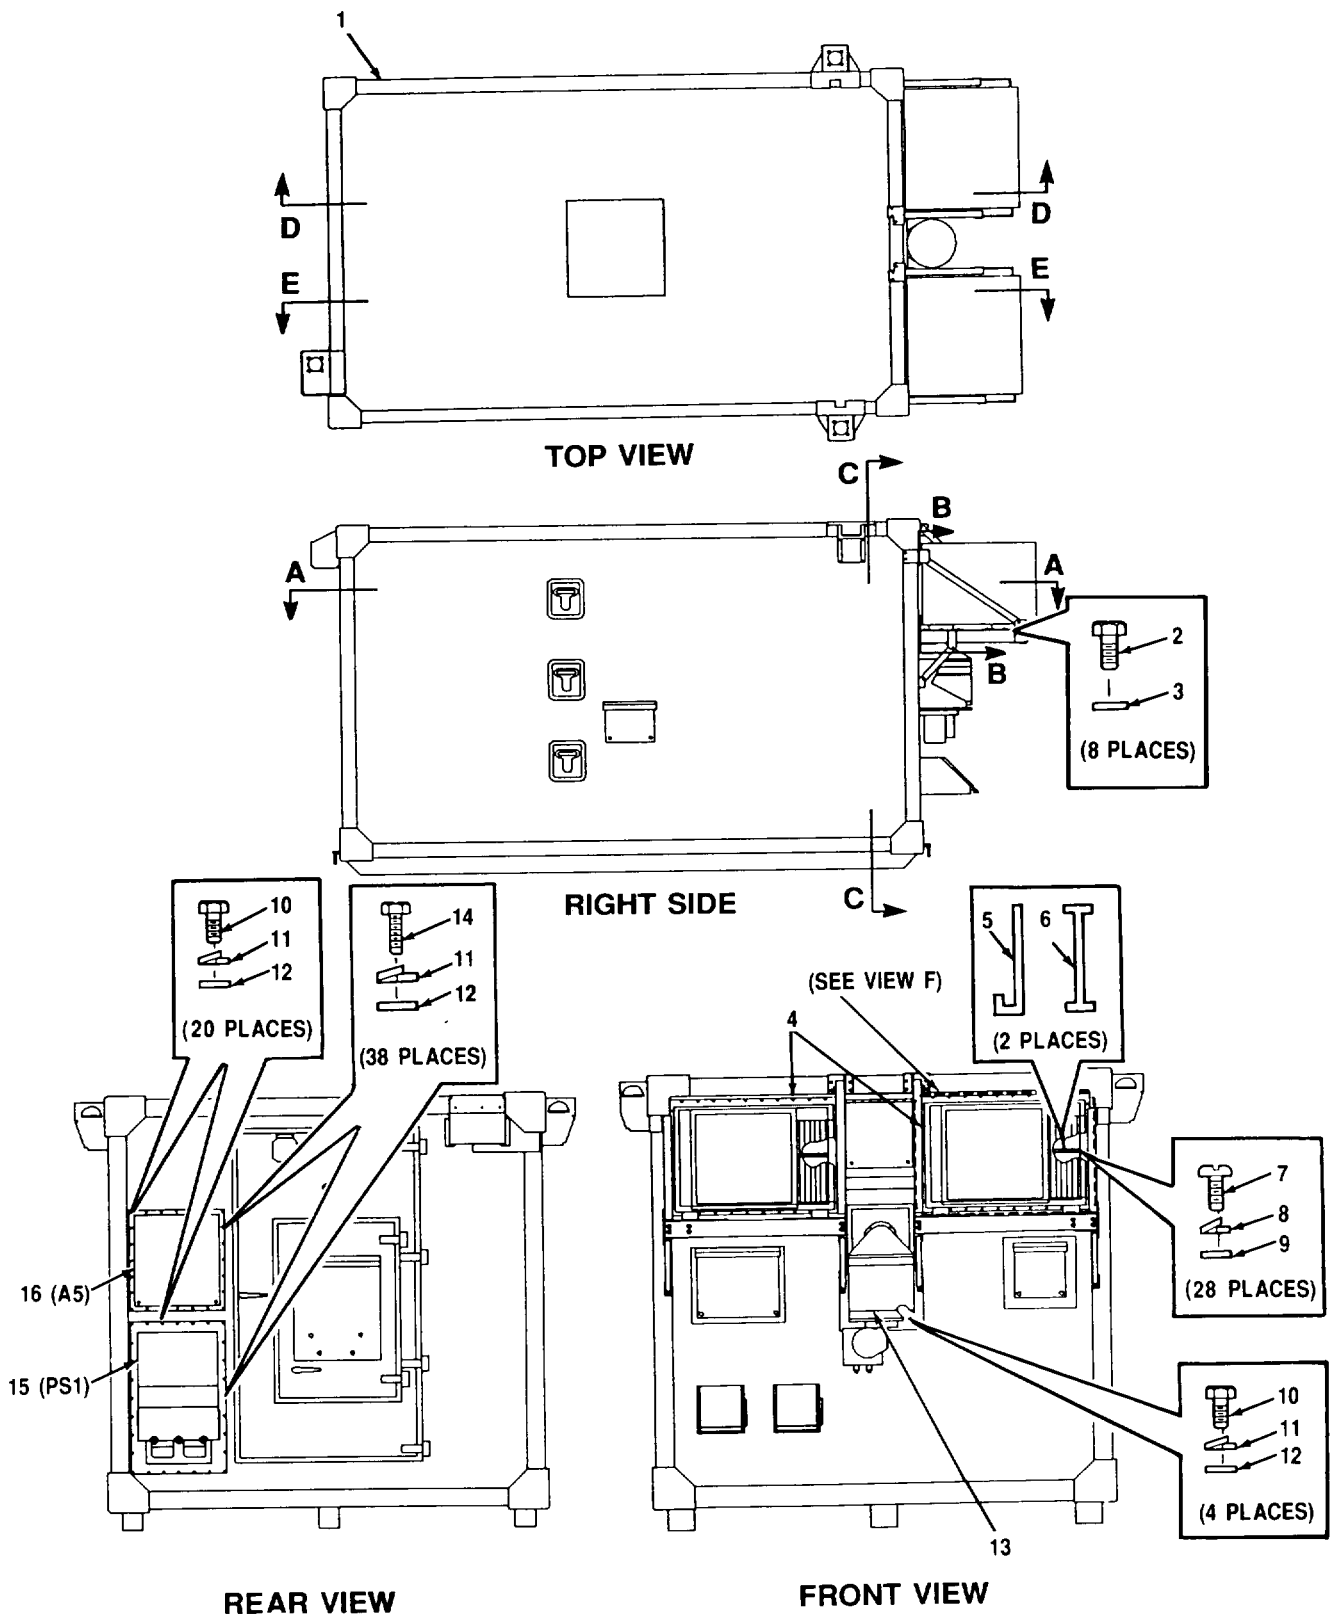 1
D
D
E
E
TOP VIEW
C
B
A
A
2
3
(8 PLACES)
B
RIGHT SIDE
C
10
11
12
(20 PLACES)
14
11
12
(38 PLACES)
5
6
(2 PLACES)
(SEE VIEW F)
4
7
8
9
(28 PLACES)
16 (A5)
15 (PS1)
10
11
12
(4 PLACES)
13
REAR VIEW
FRONT VIEW